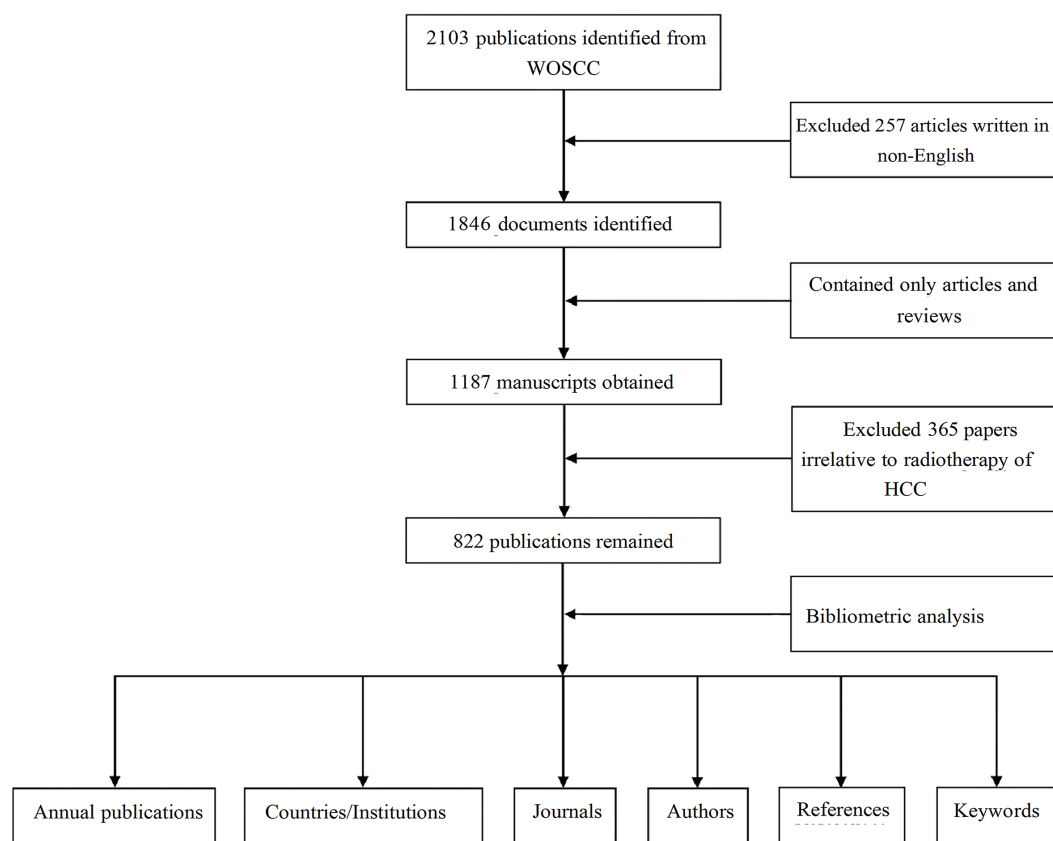 2103 publications identified from
WOSCC
Excluded 257 articles written in
non-English
1846 documents identified
Contained only articles and
reviews
1187 manuscripts obtained
Excluded 365 papers
irrelative to radiotherapy of
HCC
822 publications remained
Bibliometric analysis
Annual publications
Countries/Institutions
Journals
Authors
References
Keywords